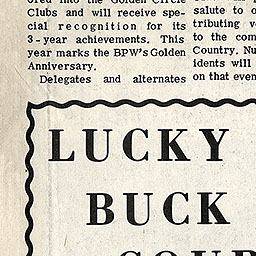 ored into the Golden Circle
Clubs and will receive spe-
cial recognition for its
3-year achievements. This
year marks the BPW's Golden
Anniversary.
Delegates and alternates
salute to
tributing
to the com
Country. Nu
idents will
on that even
LUCKY
BUCK